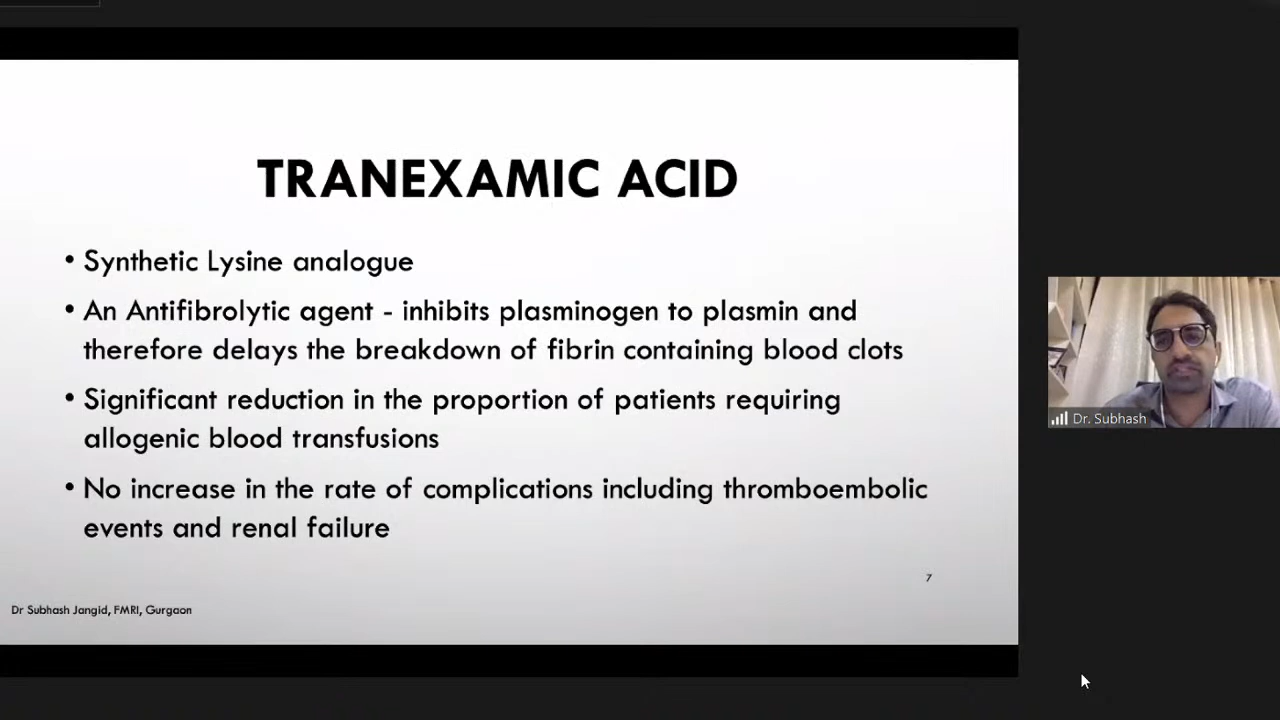 TRANEXAMIC ACID
• Synthetic Lysine analogue
• An Antifibrolytic agent - inhibits plasminogen to plasmin and
therefore delays the breakdown of fibrin containing blood clots
• Significant reduction in the proportion of patients requiring
allogenic blood transfusions
• No increase in the rate of complications including thromboembolic
events and renal failure
7
Dr Subhash Jangid, FMRI, Gurgaon
Dr. Subhash